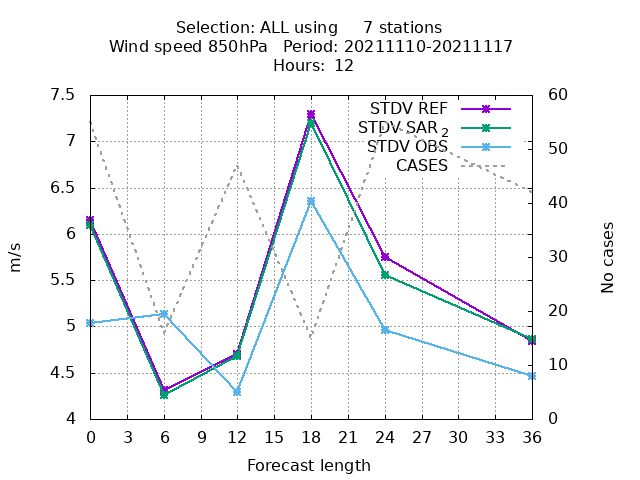 Selection: ALL using 7 stations
Wind speed 850hPa Period: 20211110-20211117
Hours: 12
STDV REF
STDV SAR 2
STDV OBS
CASES
7.5
7
6.5
6
5.5
5
4.5
4
60
50
40
30
20
10
0
m/s
No cases
0 3 6 9 12 15 18 21 24 27 30 33 36
Forecast length